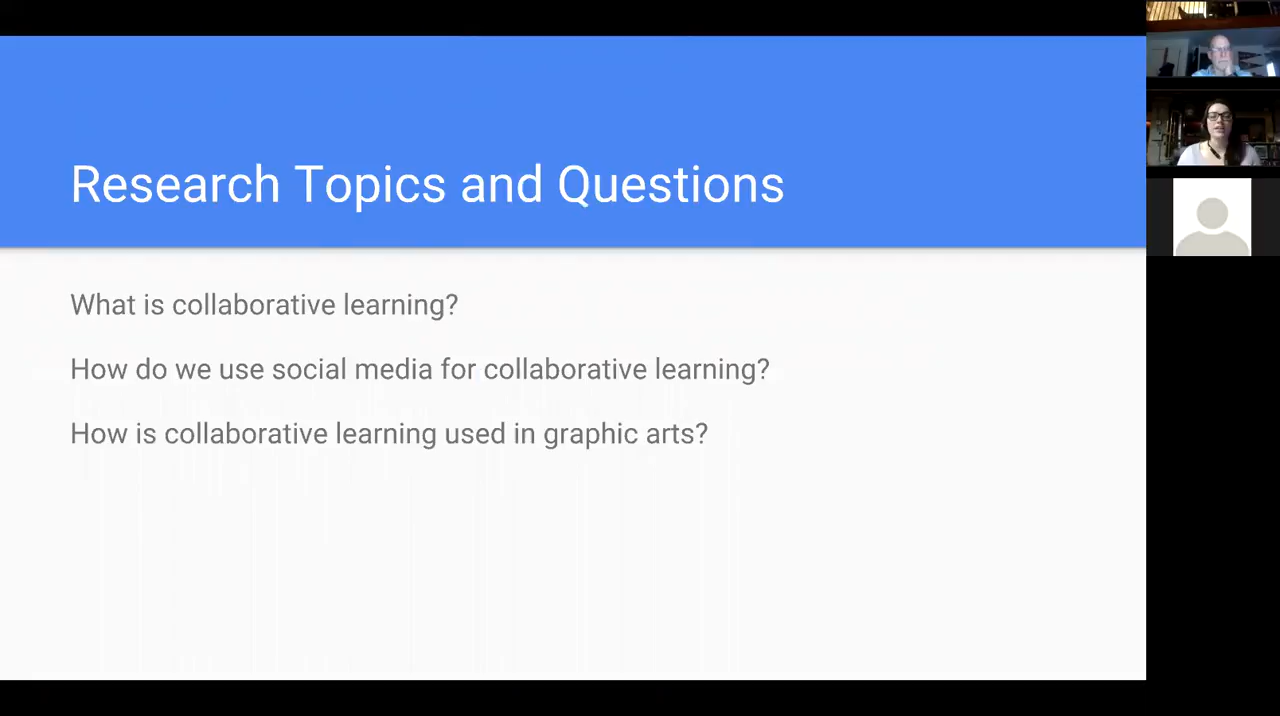 Research Topics and Questions
What is collaborative learning?
How do we use social media for collaborative learning?
How is collaborative learning used in graphic arts?